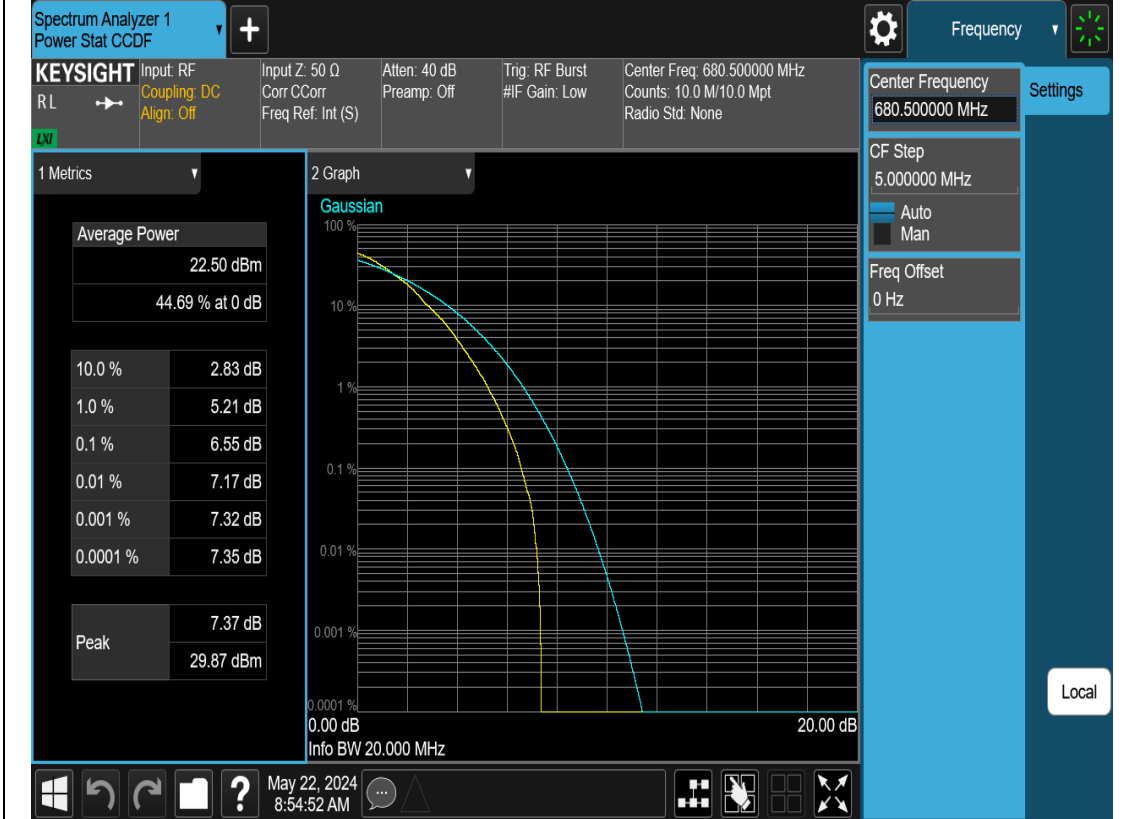 Spectrum Analyzer 1
Power Stat CCDF
Frequency
KEYSIGHT
RL
LXI
Input: RF
Coupling: DC
Align: Off
Input Z: 50 Ω
Corr CCorr
Freq Ref: Int (S)
Atten: 40 dB
Preamp: Off
Trig: RF Burst
#IF Gain: Low
Center Freq: 680.500000 MHz
Counts: 10.0 M/10.0 Mpt
Radio Std: None
Center Frequency
680.500000 MHz
Settings
CF Step
5.000000 MHz
Auto
Man
Freq Offset
0 Hz
Local
1 Metrics
Average Power
22.50 dBm
44.69 % at 0 dB
10.0 % 2.83 dB
1.0 % 5.21 dB
0.1 % 6.55 dB
0.01 % 7.17 dB
0.001 % 7.32 dB
0.0001 % 7.35 dB
Peak
7.37 dB
29.87 dBm
2 Graph
Gaussian
100 %
10 %
1 %
0.1 %
0.01 %
0.001 %
0.0001 %
0.00 dB 20.00 dB
Info BW 20.000 MHz
?
May 22, 2024
8:54:52 AM